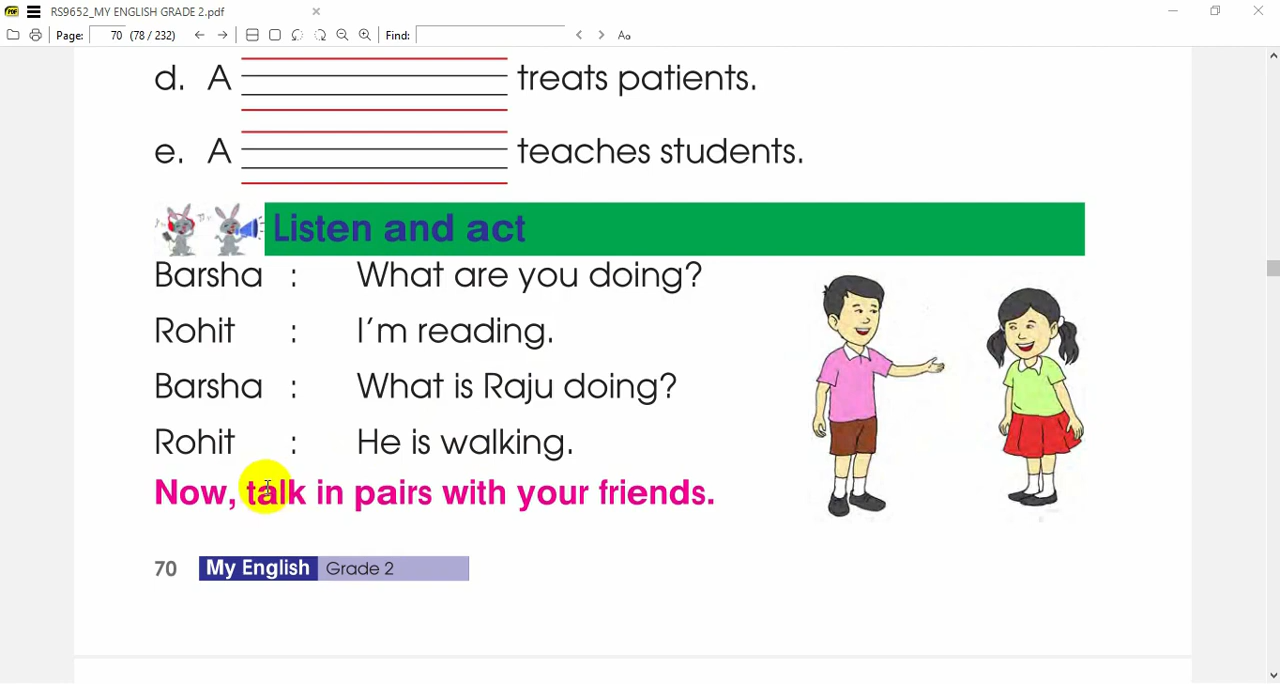 RS9652_MY ENGLISH GRADE 2.pdf
Page: 70 (78 / 232) Find:
d. A treats patients.
e. A teaches students.
Listen and act
Barsha : What are you doing?
Rohit : I'm reading.
Barsha : What is Raju doing?
Rohit : He is walking.
Now, talk in pairs with your friends.
70 My English Grade 2